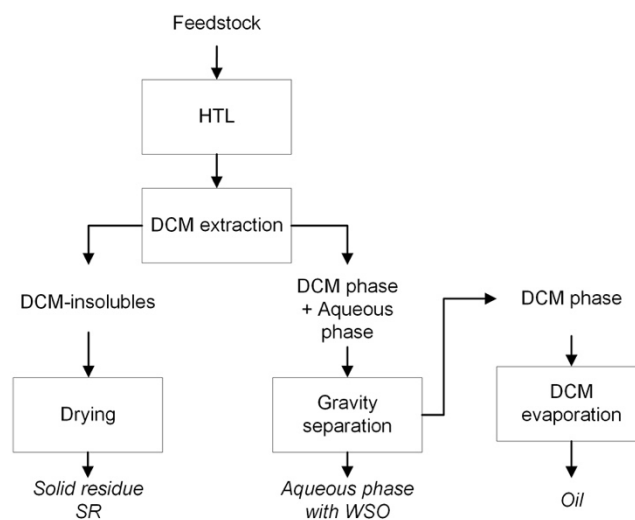 Feedstock
HTL
DCM extraction
DCM-insolubles
DCM phase
+ Aqueous
phase
DCM phase
Drying
Gravity
separation
DCM
evaporation
Solid residue
SR
Aqueous phase
with WSO
Oil